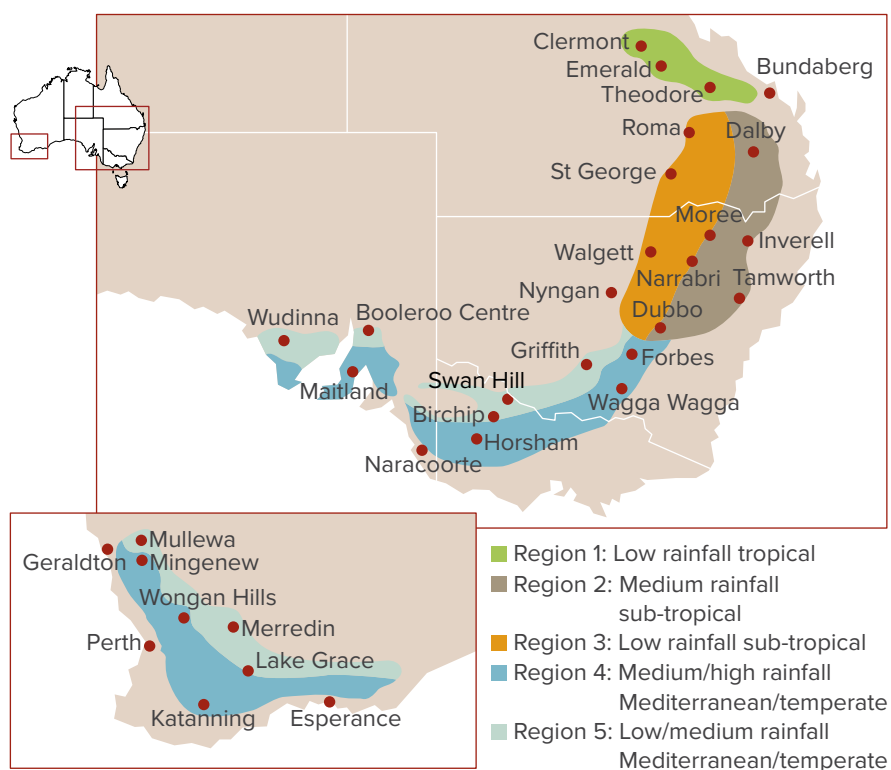 Clermont
Emerald
Bundaberg
Theodore
Roma
Dalby
St George
Moree
Walgett
Inverell
Narrabri
Tamworth
Nyngan
Dubbo
Wudinna
Booleroo Centre
Griffith
Forbes
Maitland
Swan Hill
Wagga Wagga
Birchip
Horsham
Naracoorte
Mullewa
Geraldton
Mingenew
Wongan Hills
Perth
Merredin
Lake Grace
Katanning
Esperance
Region 1: Low rainfall tropical
Region 2: Medium rainfall
sub-tropical
Region 3: Low rainfall sub-tropical
Region 4: Medium/high rainfall
Mediterranean/temperate
Region 5: Low/medium rainfall
Mediterranean/temperate